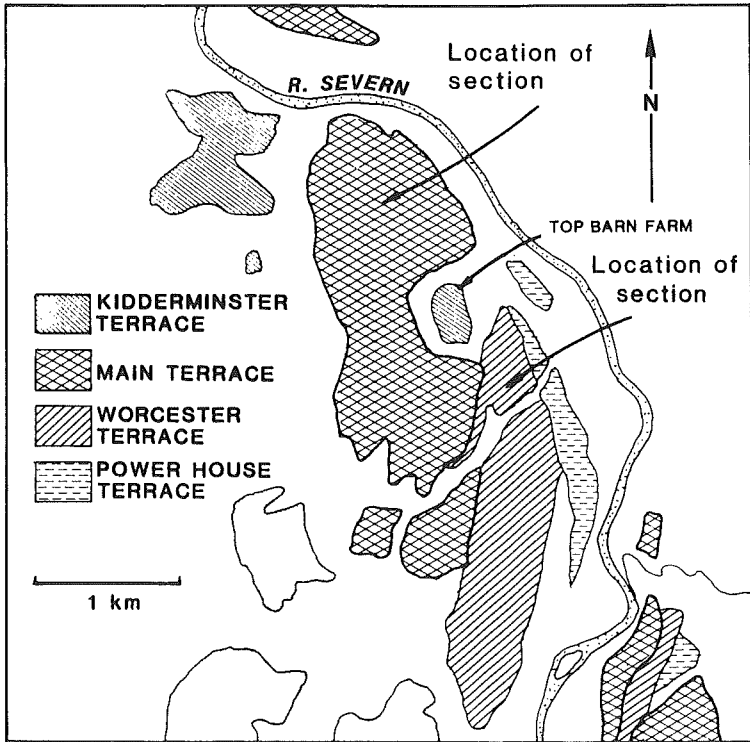 Location of
section
R. SEVERN
N
TOP BARN FARM
Location of
section
KIDDERMINSTER
TERRACE
MAIN TERRACE
WORCESTER
TERRACE
POWER HOUSE
TERRACE
1 km